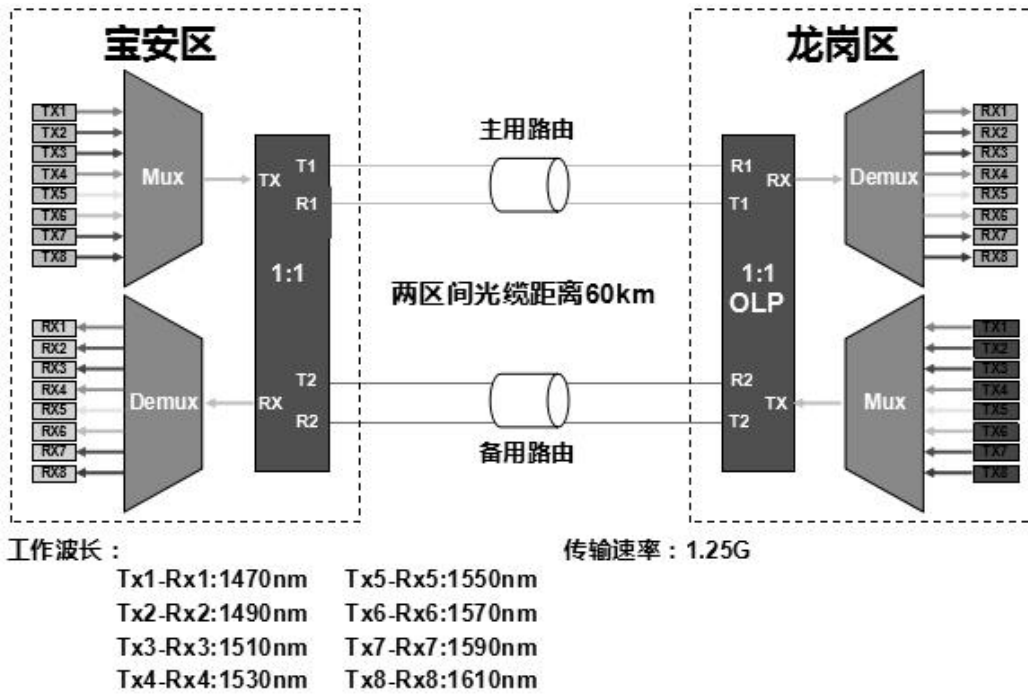 宝安区
龙岗区
TX1
TX2
TX3
TX4
TX5
TX6
TX7
TX8
Mux
TX
T1
R1
1:1
主用路由
R1
RX
T1
1:1
OLP
Demux
RX1
RX2
RX3
RX4
RX5
RX6
RX7
RX8
两区间光缆距离60km
RX1
RX2
RX3
RX4
RX5
RX6
RX7
RX8
Demux
RX
T2
R2
备用路由
R2
TX
T2
Mux
TX1
TX2
TX3
TX4
TX5
TX6
TX7
TX8
工作波长：
传输速率：1.25G
Tx1-Rx1:1470nm Tx5-Rx5:1550nm
Tx2-Rx2:1490nm Tx6-Rx6:1570nm
Tx3-Rx3:1510nm Tx7-Rx7:1590nm
Tx4-Rx4:1530nm Tx8-Rx8:1610nm